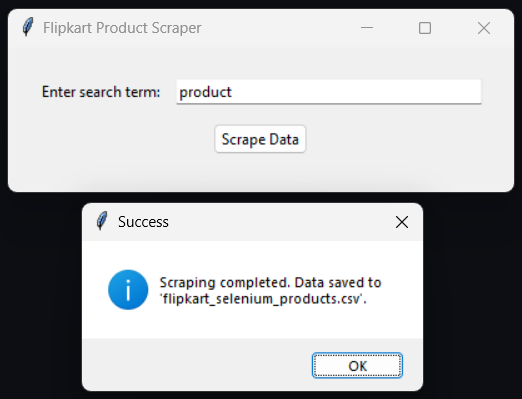 Flipkart Product Scraper
Enter search term: product
Scrape Data
Success
Scraping completed. Data saved to
'flipkart_selenium_products.csv'.
OK